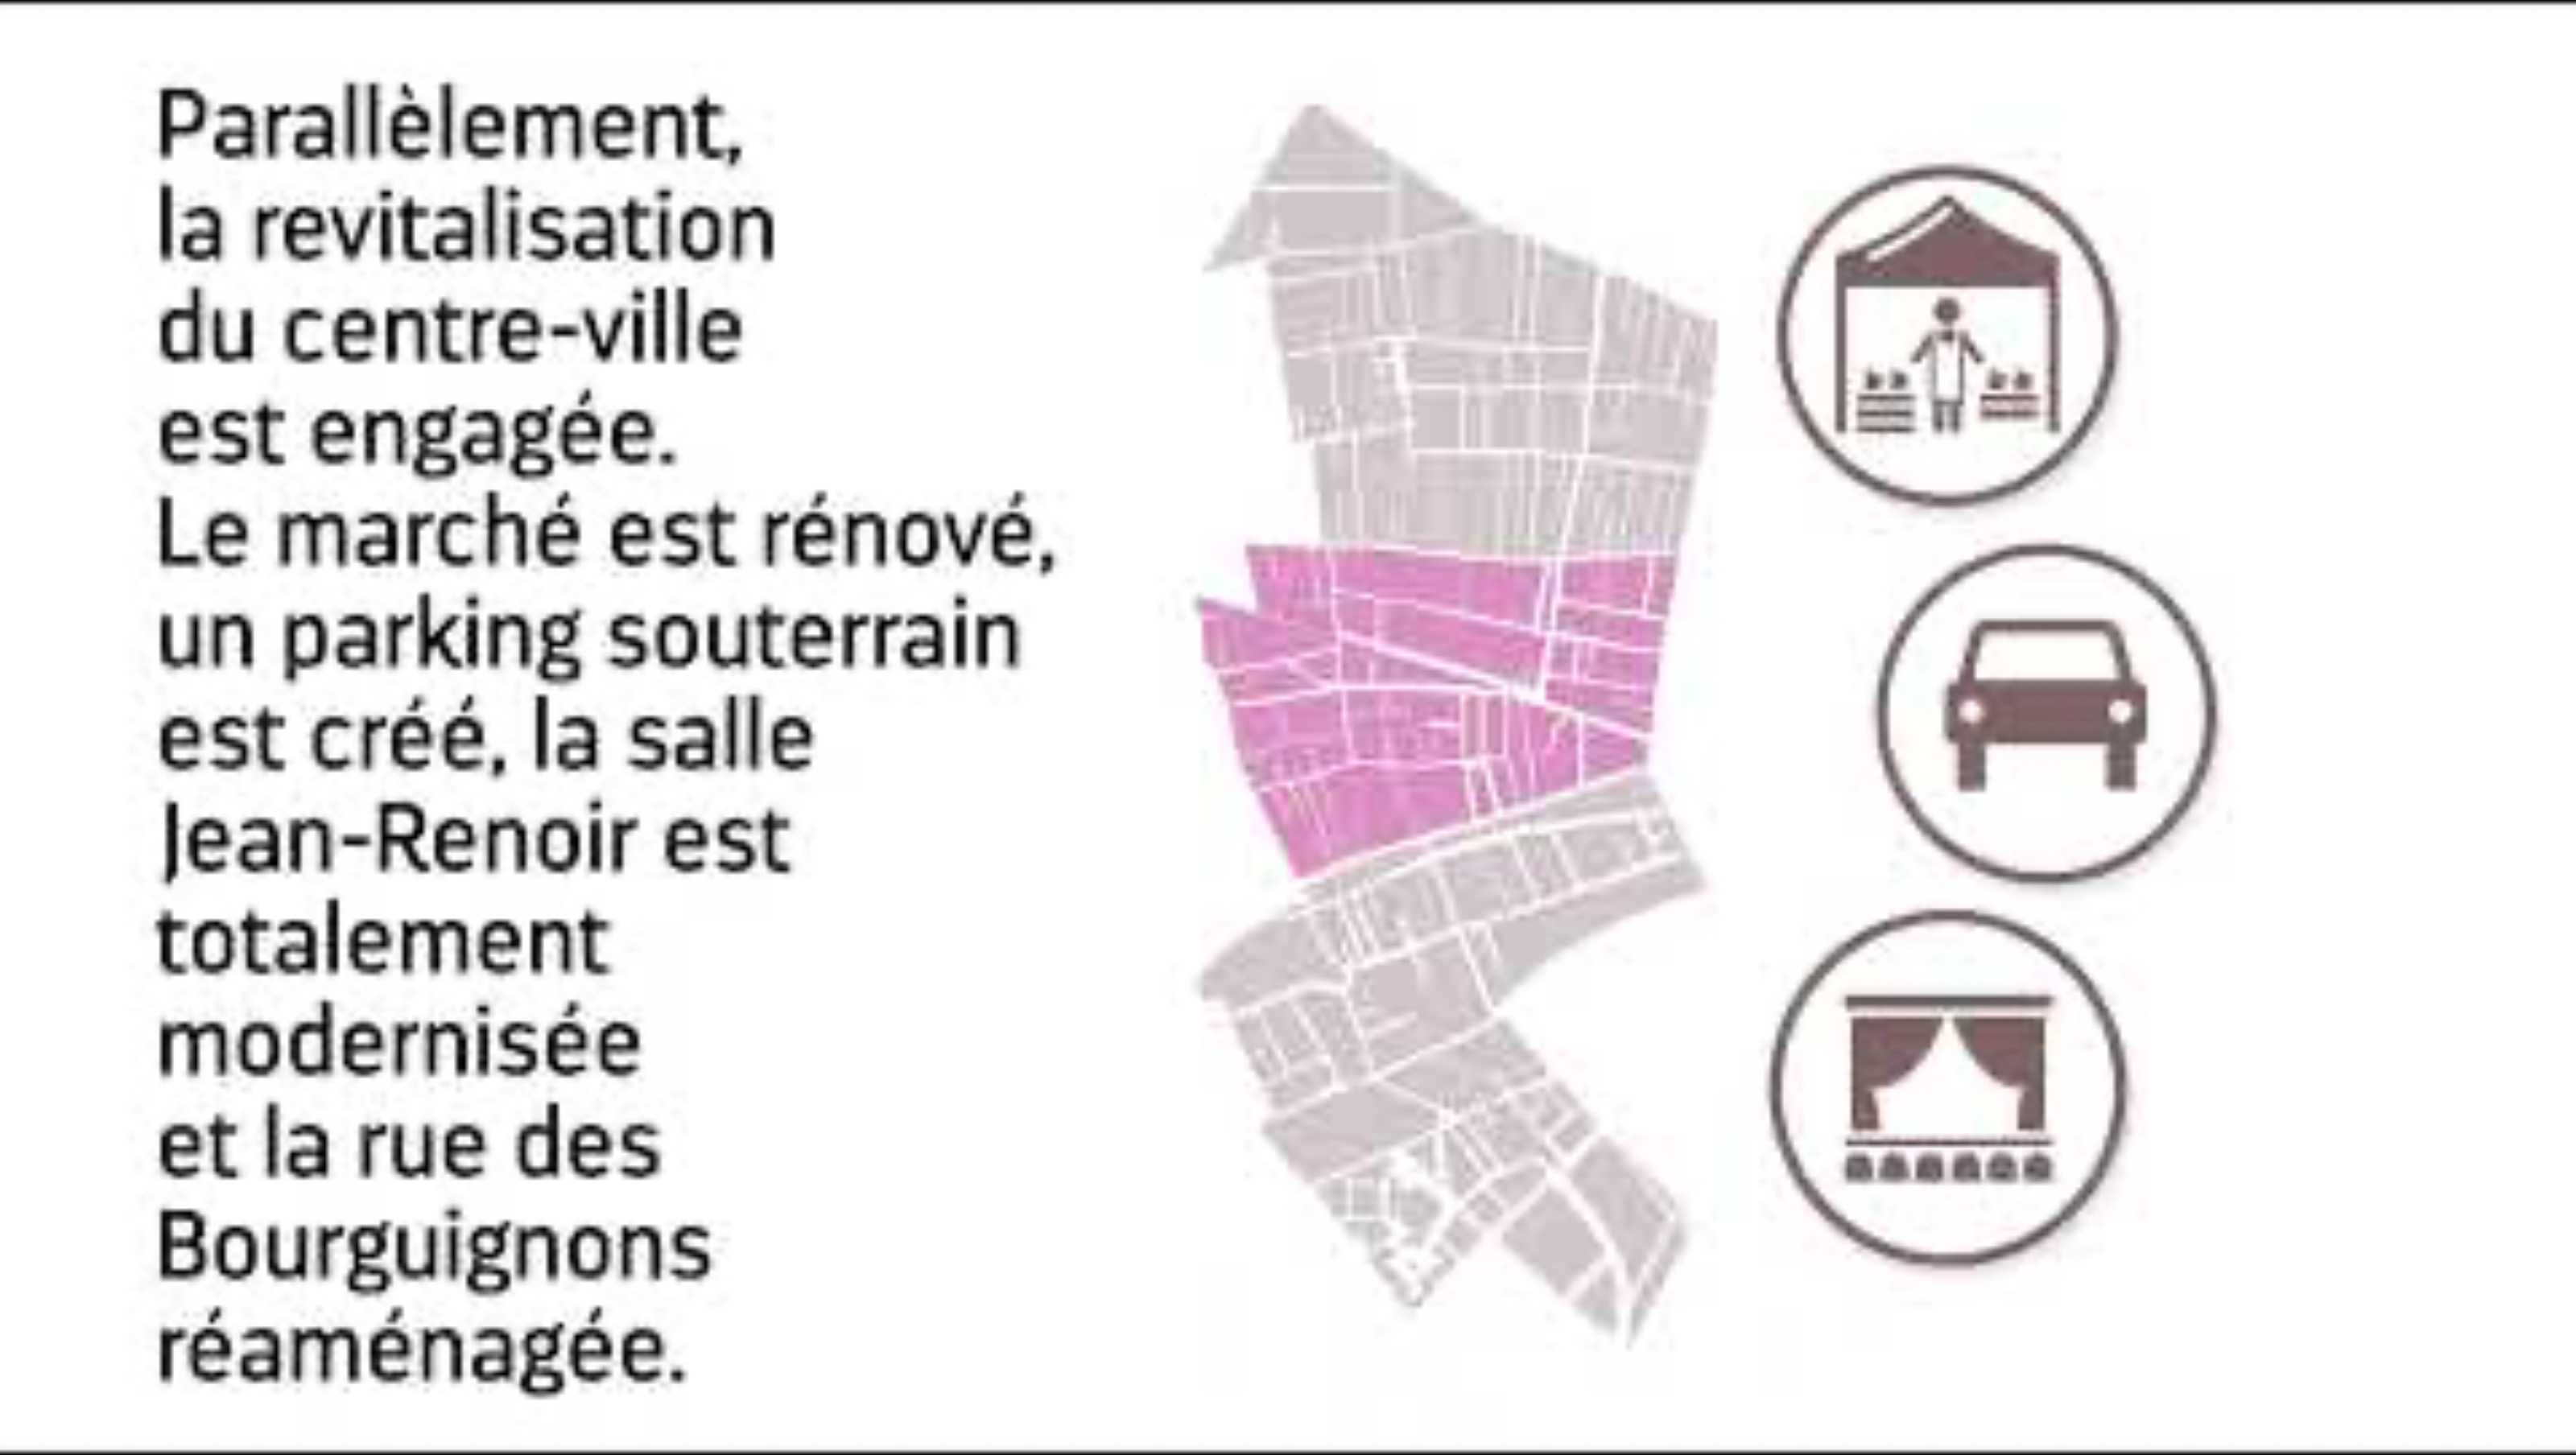 Parallèlement,
la revitalisation
du centre-ville
est engagée.
Le marché est rénové,
un parking souterrain
est créé, la salle
Jean-Renoir est
totalement
modernisée
et la rue des
Bourguignons
réaménagée.